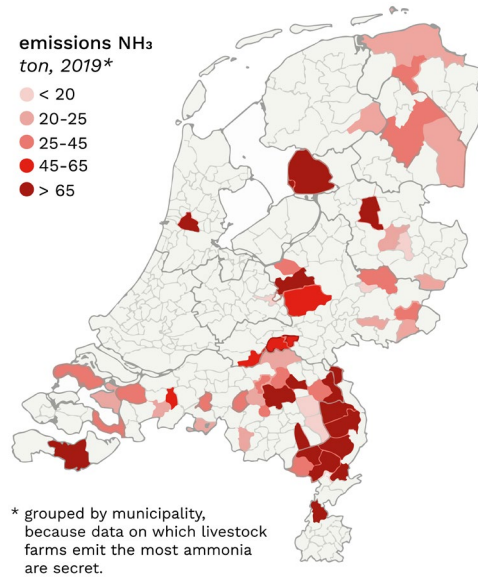 emissions NH₃
ton, 2019*
< 20
20-25
25-45
45-65
> 65
* grouped by municipality,
because data on which livestock
farms emit the most ammonia
are secret.